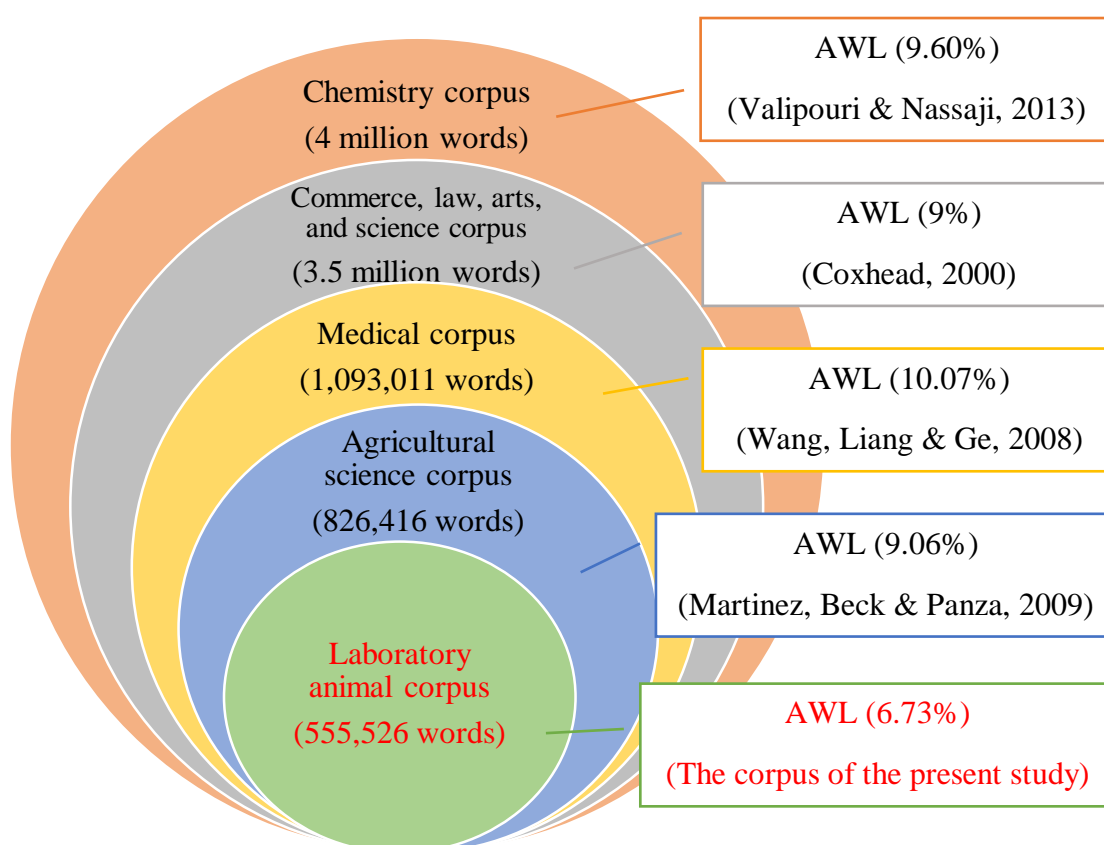 Chemistry corpus
(4 million words)
AWL (9.60%)
(Valipouri & Nassaji, 2013)
Commerce, law, arts,
and science corpus
(3.5 million words)
AWL (9%)
(Coxhead, 2000)
Medical corpus
(1,093,011 words)
AWL (10.07%)
(Wang, Liang & Ge, 2008)
Agricultural
science corpus
(826,416 words)
AWL (9.06%)
(Martinez, Beck & Panza, 2009)
Laboratory
animal corpus
(555,526 words)
AWL (6.73%)
(The corpus of the present study)